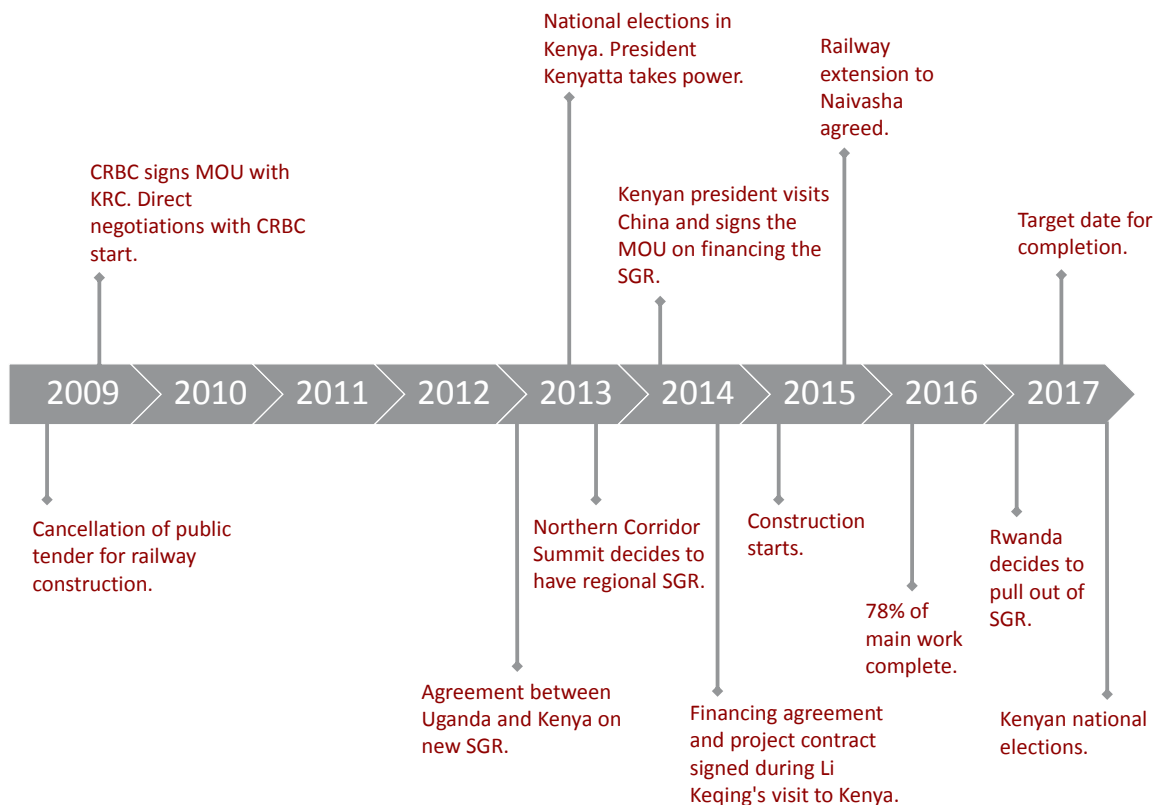 National elections in
Kenya. President
Kenyatta takes power.
Railway
extension to
Naivasha
agreed.
CRBC signs MOU with
KRC. Direct
negotiations with CRBC
start.
Kenyan president visits
China and signs the
MOU on financing the
SGR.
Target date for
completion.
2009
2010
2011
2012
2013
2014
2015
2016
2017
Cancellation of public
tender for railway
construction.
Northern Corridor
Summit decides to
have regional SGR.
Construction
starts.
Rwanda
decides to
pull out of
SGR.
78% of
main work
complete.
Agreement between
Uganda and Kenya on
new SGR.
Financing agreement
and project contract
signed during Li
Keqing's visit to Kenya.
Kenyan national
elections.